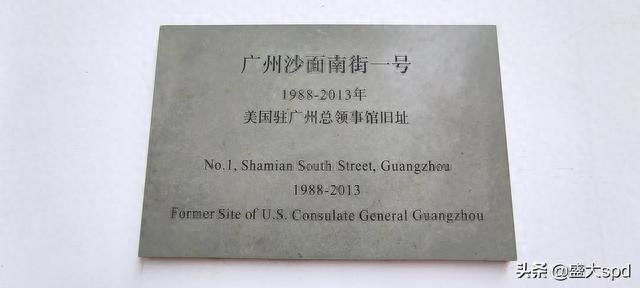 广州沙面南街一号
1988-2013年
美国驻广州总领事馆旧址
No.1, Shamian South Street, Guangzhou
1988-2013
Former Site of U.S. Consulate General Guangzhou
头条 @盛大spd